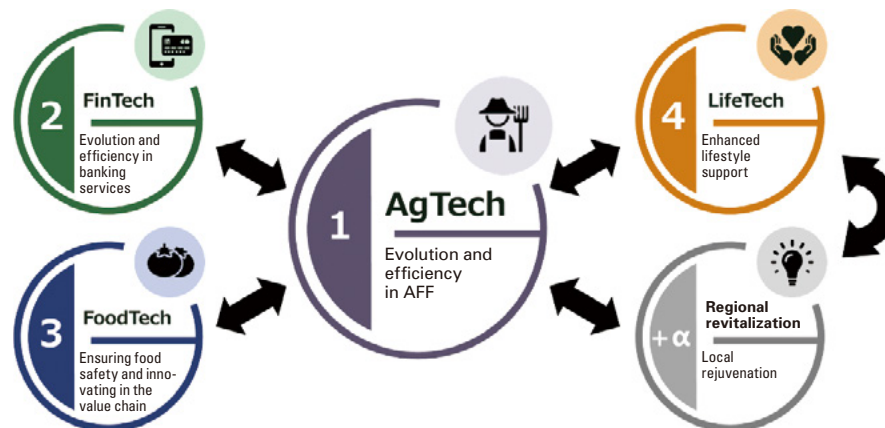 2
FinTech
Evolution and
efficiency in
banking
services
3
FoodTech
Ensuring food
safety and inno-
vating in the
value chain
1
AgTech
Evolution and
efficiency
in AFF
4
LifeTech
Enhanced
lifestyle
support
+α
Regional
revitalization
Local
rejuvenation